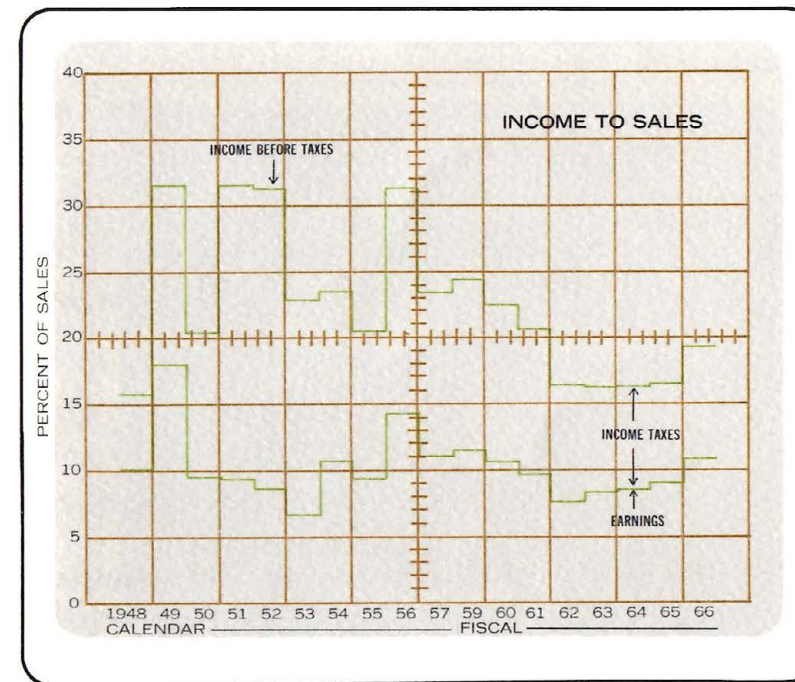 INCOME TO SALES
INCOME BEFORE TAXES
PERCENT OF SALES
40
35
30
25
20
15
10
5
0
INCOME TAXES
EARNINGS
1948 49 50 51 52 53 54 55 56 57 59 60 61 62 63 64 65 66
CALENDAR FISCAL